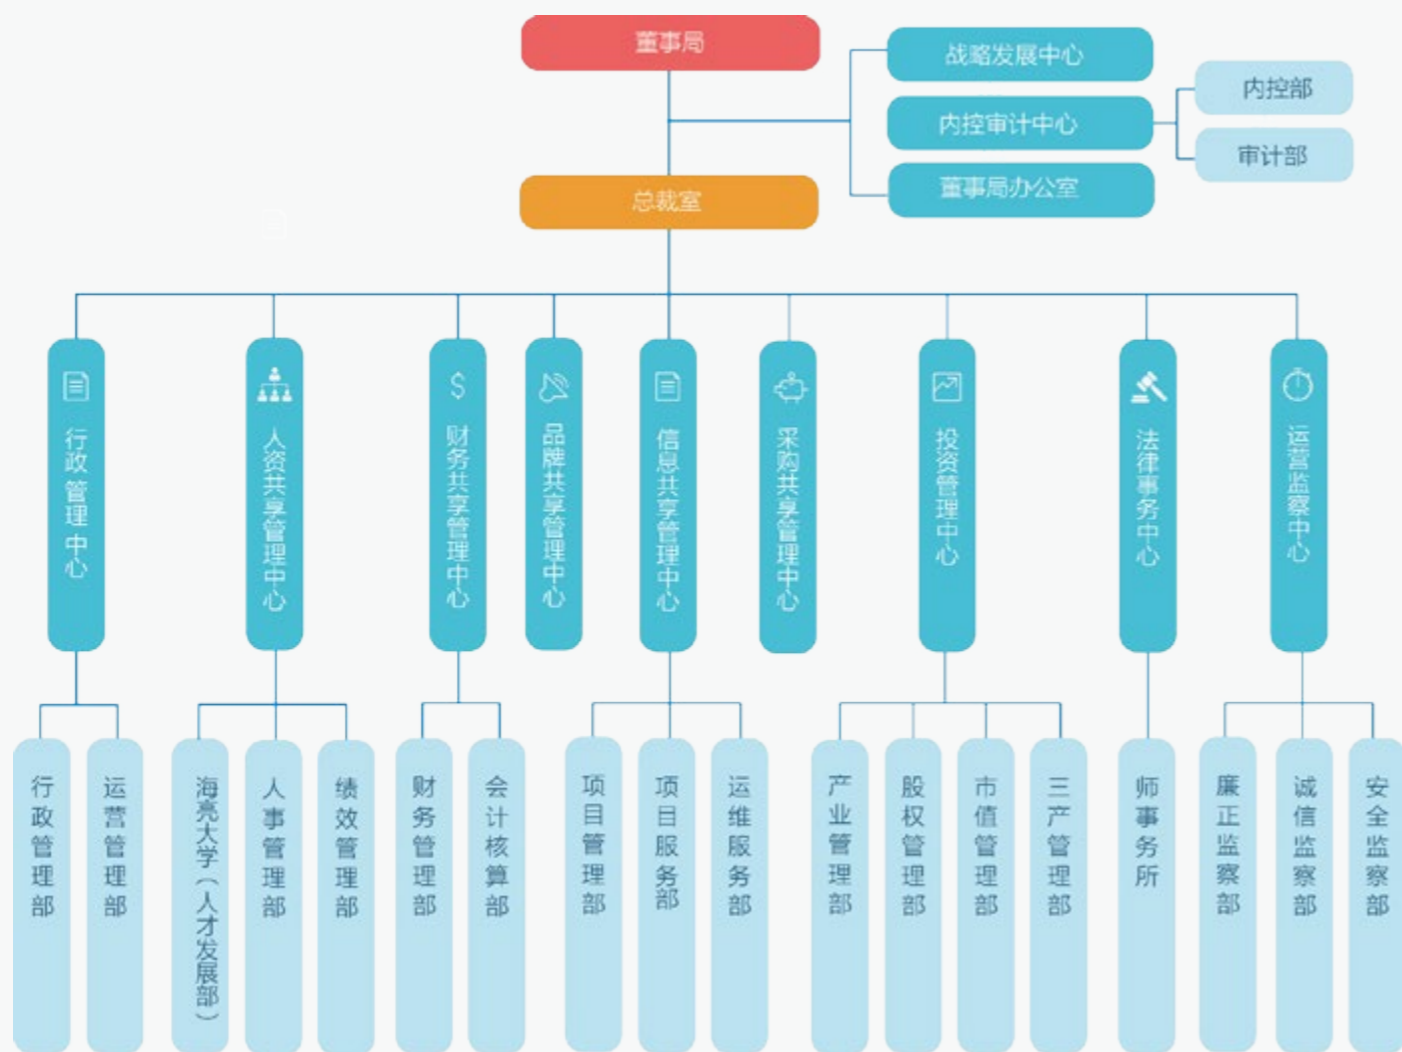 董事局
战略发展中心
内控审计中心
董事局办公室
内控部
审计部
总裁室
行政管理中心
人资共享管理中心
$
财务共享管理中心
品牌共享管理中心
信息共享管理中心
采购共享管理中心
投资管理中心
法律事务中心
运营监察中心
行政管理部
运营管理部
海亮大学（人才发展部）
人事管理部
绩效管理部
财务管理部
会计核算部
项目管理部
项目服务部
运维服务部
产业管理部
股权管理部
市值管理部
三产管理部
师事务所
廉正监察部
诚信监察部
安全监察部